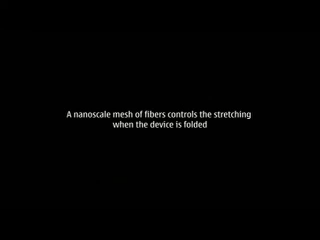 A nanoscale mesh of fibers controls the stretching
when the device is folded